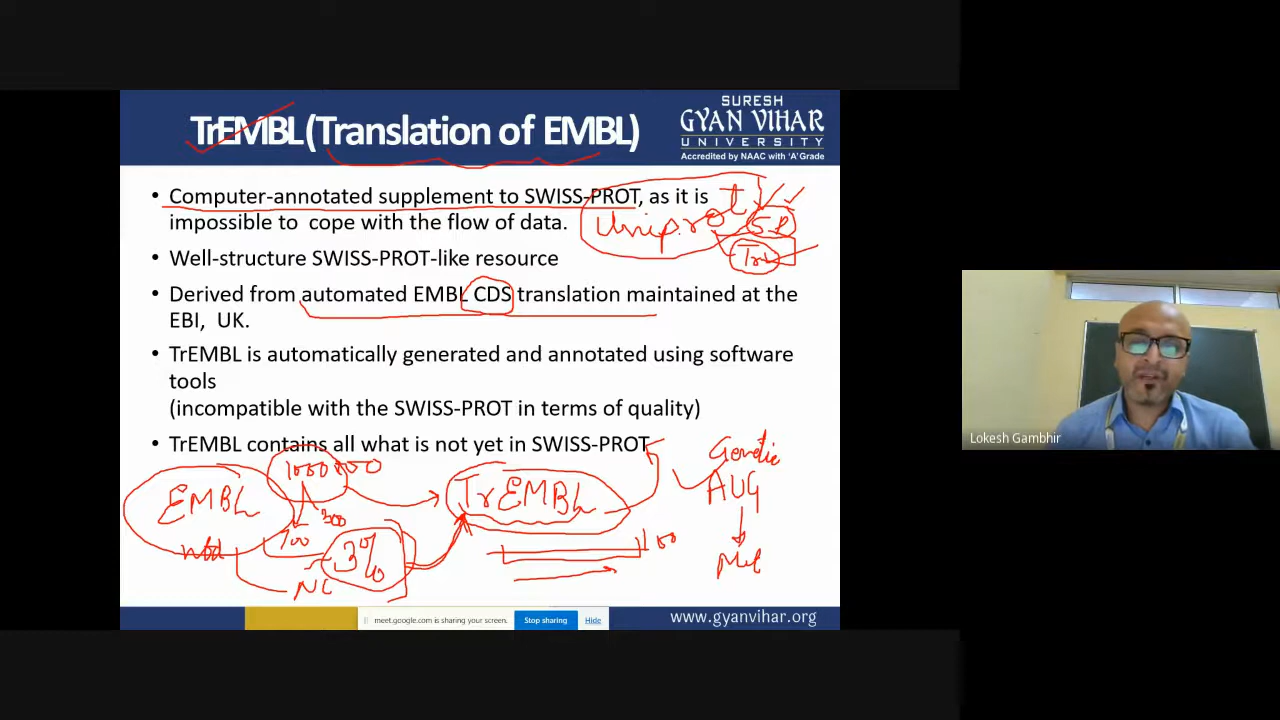 TrEMBL (Translation of EMBL)
SURESH
GYAN VIHAR
UNIVERSITY
Accredited by NAAC with 'A' Grade
• Computer-annotated supplement to SWISS-PROT, as it is
impossible to cope with the flow of data.
Uniprot
S.P
• Well-structure SWISS-PROT-like resource
• Derived from automated EMBL CDS translation maintained at the
EBI, UK.
• TrEMBL is automatically generated and annotated using software
tools
(incompatible with the SWISS-PROT in terms of quality)
• TrEMBL contains all what is not yet in SWISS-PROT
Genetic
EMBL
TrEMBL
AUG
300
700
3%
100
NC
Met
meet.google.com is sharing your screen.
Stop sharing
Hide
www.gyanvihar.org
Lokesh Gambhir